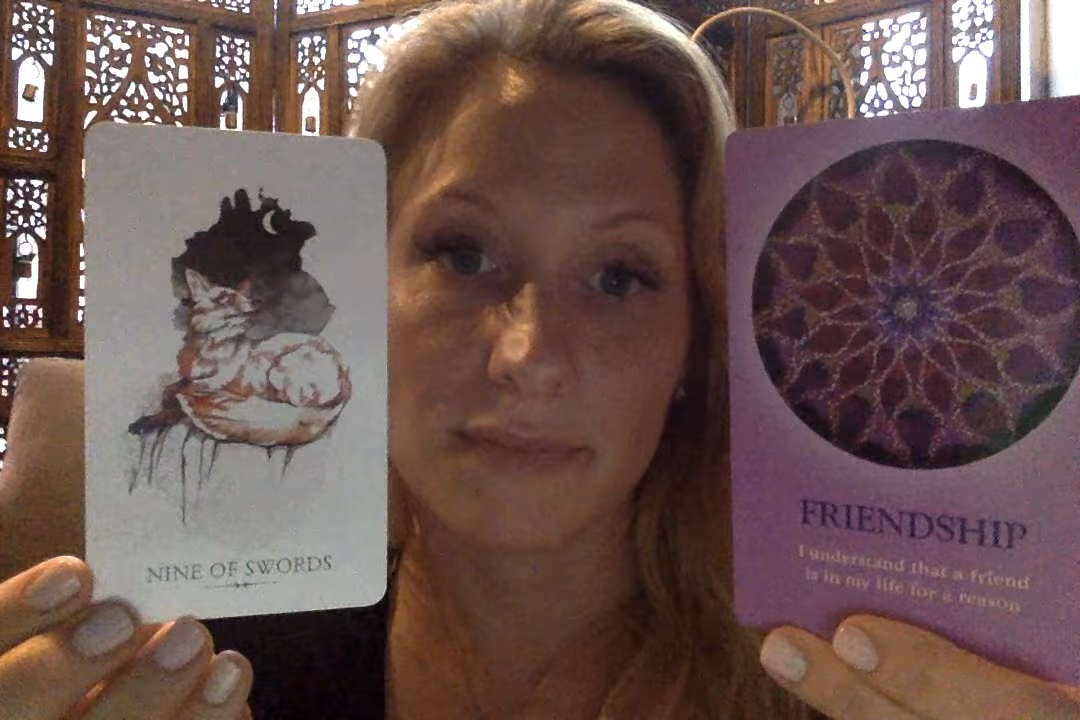 NINE OF SWORDS
FRIENDSHIP
I understand that a friend
is in my life for a reason